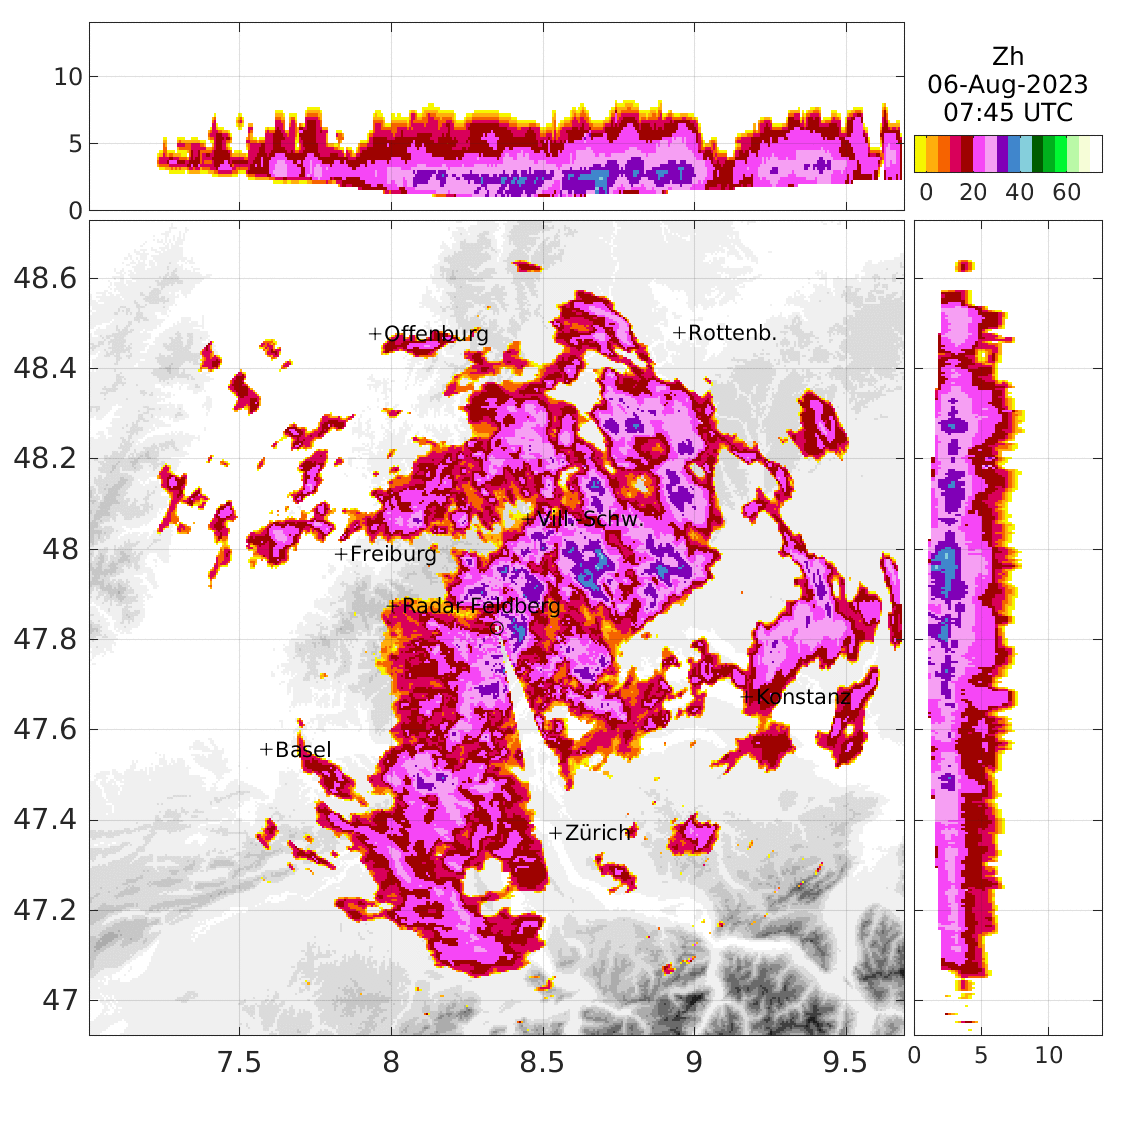 10
5
0
Zh
06-Aug-2023
07:45 UTC
0 20 40 60
48.6
48.4
48.2
48
47.8
47.6
47.4
47.2
47
+Offenburg
+Rottenb.
+Vill.-Schw.
+Freiburg
+Radar Feldberg
+Konstanz
+Basel
+Zürich
7.5 8 8.5 9 9.5
0 5 10